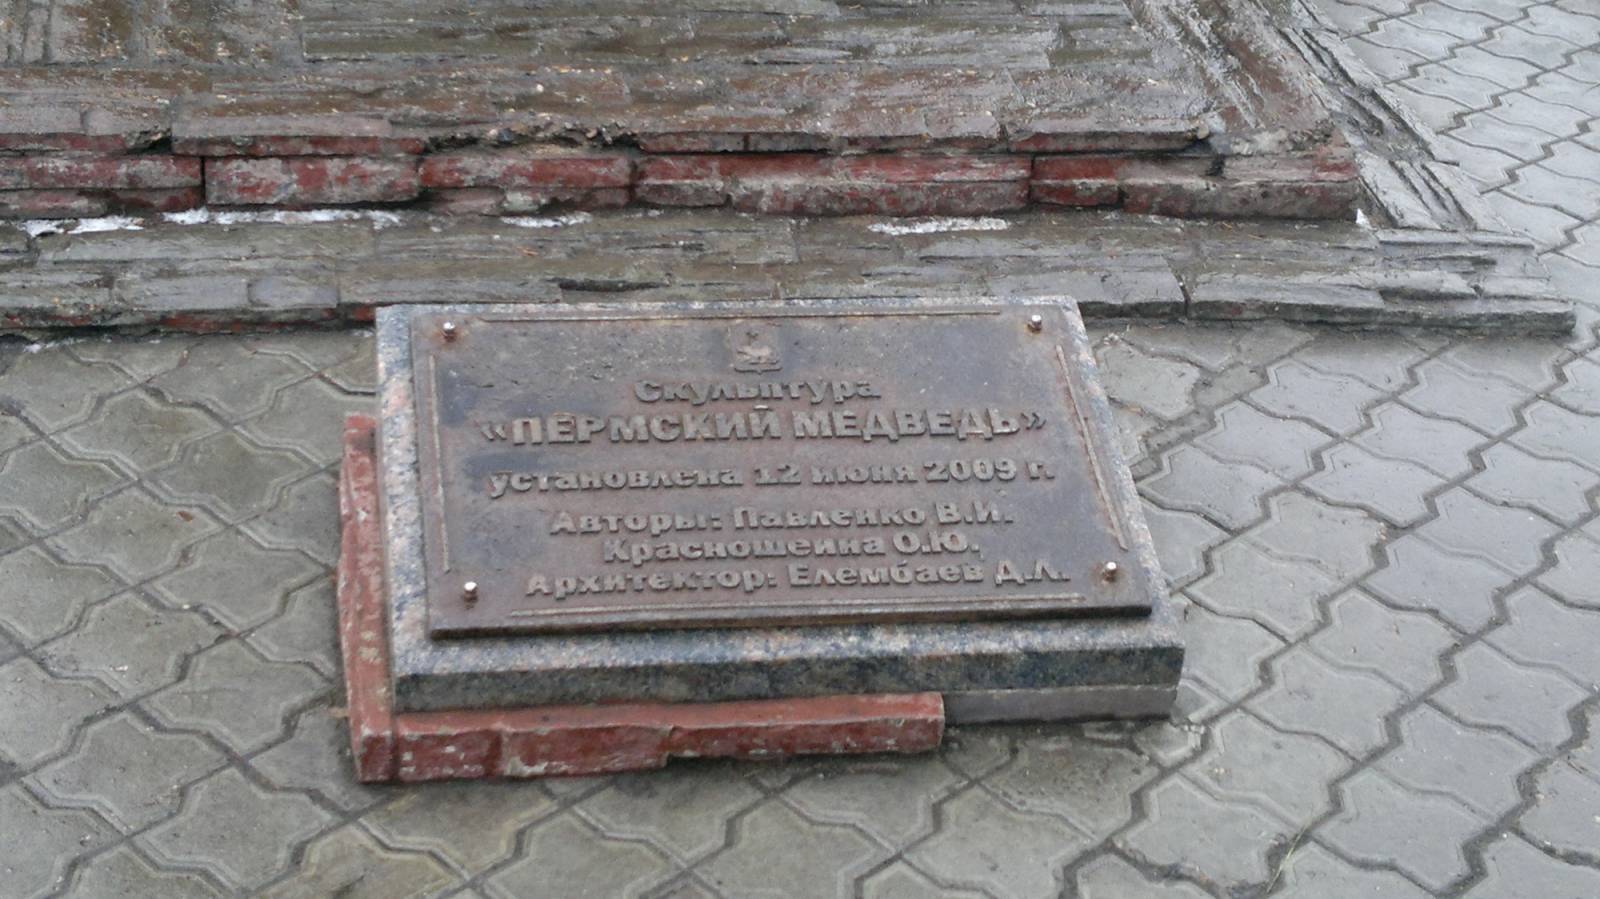 Скульптура
«ПЕРМСКИЙ МЕДВЕДЬ»
установлена 12 июня 2009 г.
Авторы: Павленко В.И.
Красношеина О.Ю.
Архитектор: Елембаев Д.Л.